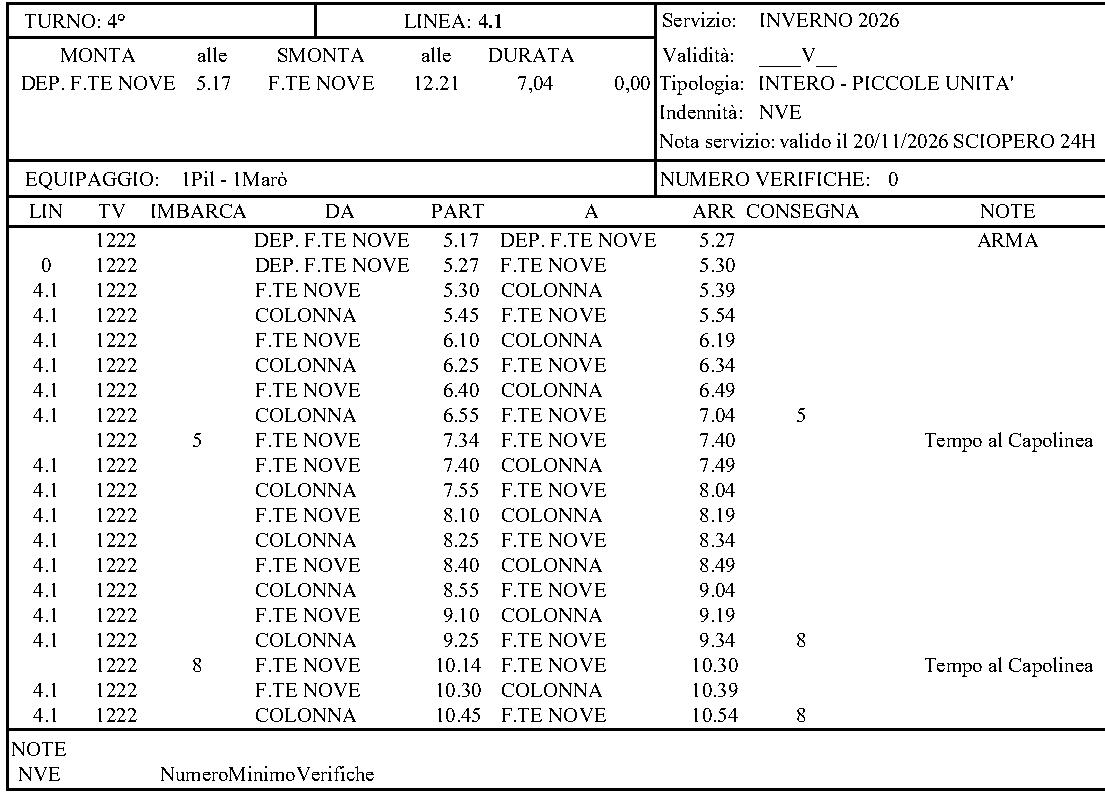 TURNO: 4° LINEA: 4.1 Servizio: INVERNO 2026
MONTA alle SMONTA alle DURATA Validità: ____V__
DEP. F.TE NOVE 5.17 F.TE NOVE 12.21 7,04 0,00 Tipologia: INTERO - PICCOLE UNITA'
Indennità: NVE
Nota servizio: valido il 20/11/2026 SCIOPERO 24H
EQUIPAGGIO: 1Pil - 1Marò NUMERO VERIFICHE: 0
LIN TV IMBARCA DA PART A ARR CONSEGNA NOTE
1222 DEP. F.TE NOVE 5.17 DEP. F.TE NOVE 5.27 ARMA
0 1222 DEP. F.TE NOVE 5.27 F.TE NOVE 5.30
4.1 1222 F.TE NOVE 5.30 COLONNA 5.39
4.1 1222 COLONNA 5.45 F.TE NOVE 5.54
4.1 1222 F.TE NOVE 6.10 COLONNA 6.19
4.1 1222 COLONNA 6.25 F.TE NOVE 6.34
4.1 1222 F.TE NOVE 6.40 COLONNA 6.49
4.1 1222 COLONNA 6.55 F.TE NOVE 7.04 5
1222 5 F.TE NOVE 7.34 F.TE NOVE 7.40 Tempo al Capolinea
4.1 1222 F.TE NOVE 7.40 COLONNA 7.49
4.1 1222 COLONNA 7.55 F.TE NOVE 8.04
4.1 1222 F.TE NOVE 8.10 COLONNA 8.19
4.1 1222 COLONNA 8.25 F.TE NOVE 8.34
4.1 1222 F.TE NOVE 8.40 COLONNA 8.49
4.1 1222 COLONNA 8.55 F.TE NOVE 9.04
4.1 1222 F.TE NOVE 9.10 COLONNA 9.19
4.1 1222 COLONNA 9.25 F.TE NOVE 9.34 8
1222 8 F.TE NOVE 10.14 F.TE NOVE 10.30 Tempo al Capolinea
4.1 1222 F.TE NOVE 10.30 COLONNA 10.39
4.1 1222 COLONNA 10.45 F.TE NOVE 10.54 8
NOTE
NVE NumeroMinimoVerifiche